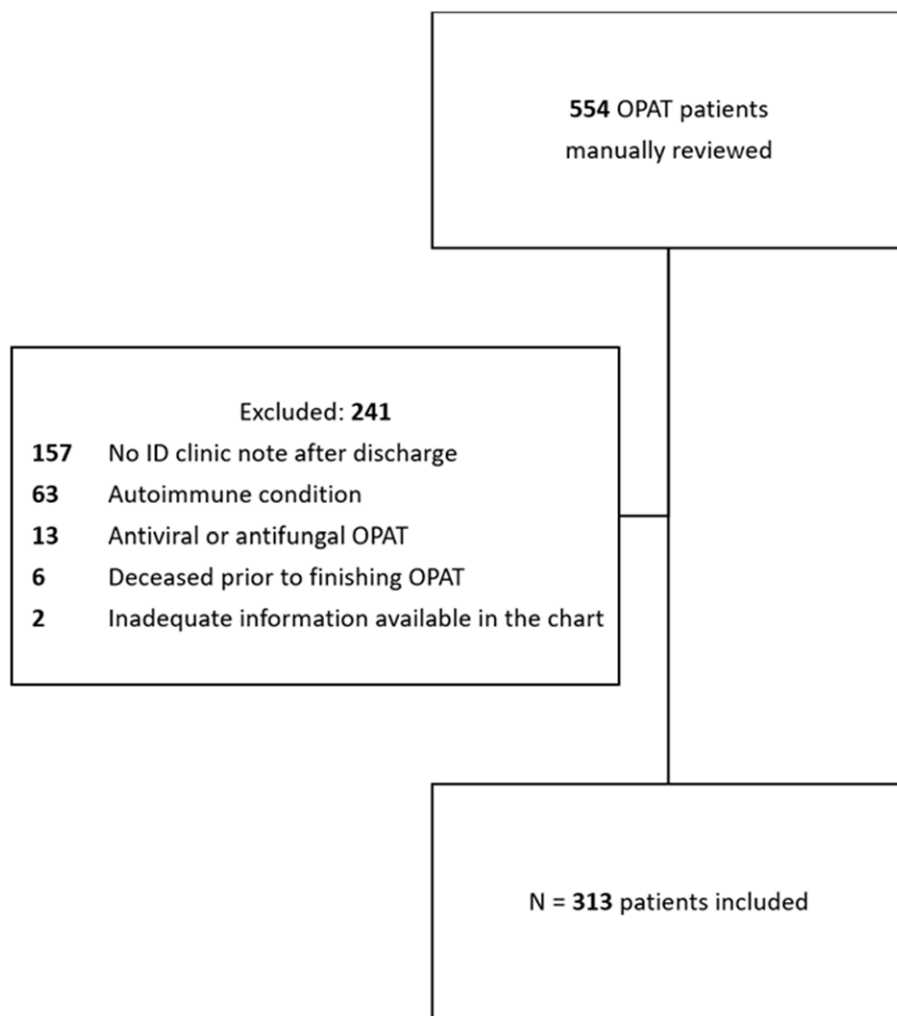 554 OPAT patients
manually reviewed
Excluded: 241
157 No ID clinic note after discharge
63 Autoimmune condition
13 Antiviral or antifungal OPAT
6 Deceased prior to finishing OPAT
2 Inadequate information available in the chart
N = 313 patients included